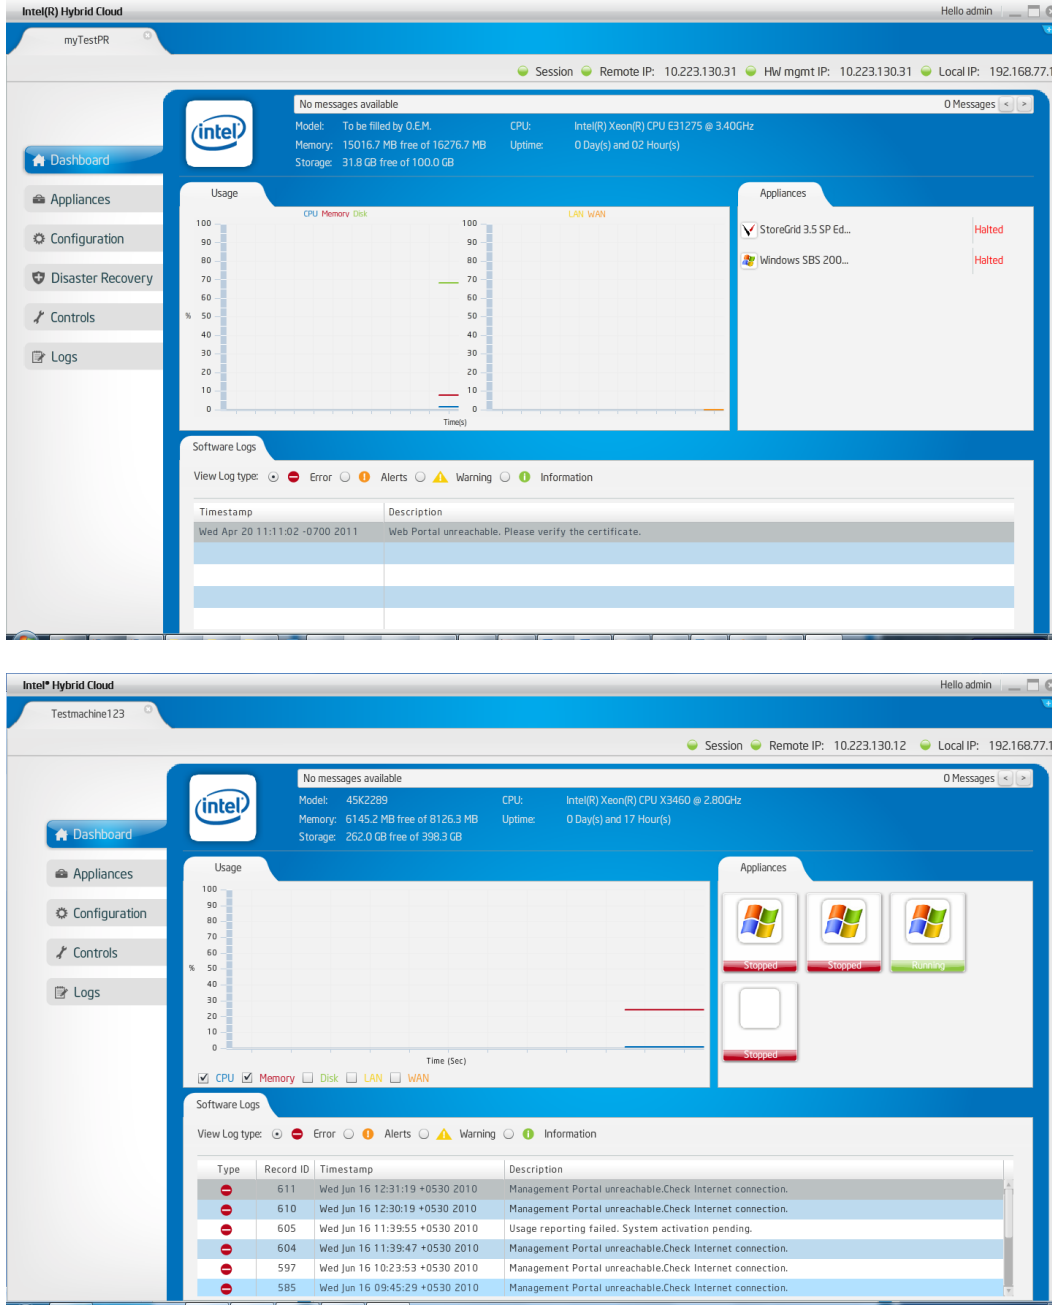 Intel(R) Hybrid Cloud Hello admin
myTestPR
Session Remote IP: 10.223.130.31 HW mgmt IP: 10.223.130.31 Local IP: 192.168.77.1
No messages available 0 Messages < >
intel
Model: To be filled by O.E.M. CPU: Intel(R) Xeon(R) CPU E31275 @ 3.40GHz
Memory: 15016.7 MB free of 16276.7 MB Uptime: 0 Day(s) and 02 Hour(s)
Storage: 31.8 GB free of 100.0 GB
Dashboard
Appliances
Configuration
Disaster Recovery
Controls
Logs
Usage
CPU Memory Disk LAN WAN
100 100
90 90
80 80
70 70
60 60
% 50 50
40 40
30 30
20 20
10 10
0 0
Time(s)
Appliances
StoreGrid 3.5 SP Ed... Halted
Windows SBS 200... Halted
Software Logs
View Log type: Error Alerts Warning Information
Timestamp Description
Wed Apr 20 11:11:02 -0700 2011 Web Portal unreachable. Please verify the certificate.
Intel® Hybrid Cloud Hello admin
Testmachine123
Session Remote IP: 10.223.130.12 Local IP: 192.168.77.1
No messages available 0 Messages < >
intel
Model: 45K2289 CPU: Intel(R) Xeon(R) CPU X3460 @ 2.80GHz
Memory: 6145.2 MB free of 8126.3 MB Uptime: 0 Day(s) and 17 Hour(s)
Storage: 262.0 GB free of 398.3 GB
Dashboard
Appliances
Configuration
Controls
Logs
Usage
100
90
80
70
60
% 50
40
30
20
10
0
Time (Sec)
CPU Memory Disk LAN WAN
Appliances
Stopped Stopped Running
Stopped
Software Logs
View Log type: Error Alerts Warning Information
Type Record ID Timestamp Description
611 Wed Jun 16 12:31:19 +0530 2010 Management Portal unreachable.Check Internet connection.
610 Wed Jun 16 12:30:19 +0530 2010 Management Portal unreachable.Check Internet connection.
605 Wed Jun 16 11:39:55 +0530 2010 Usage reporting failed. System activation pending.
604 Wed Jun 16 11:39:47 +0530 2010 Management Portal unreachable.Check Internet connection.
597 Wed Jun 16 10:23:53 +0530 2010 Management Portal unreachable.Check Internet connection.
585 Wed Jun 16 09:45:29 +0530 2010 Management Portal unreachable.Check Internet connection.